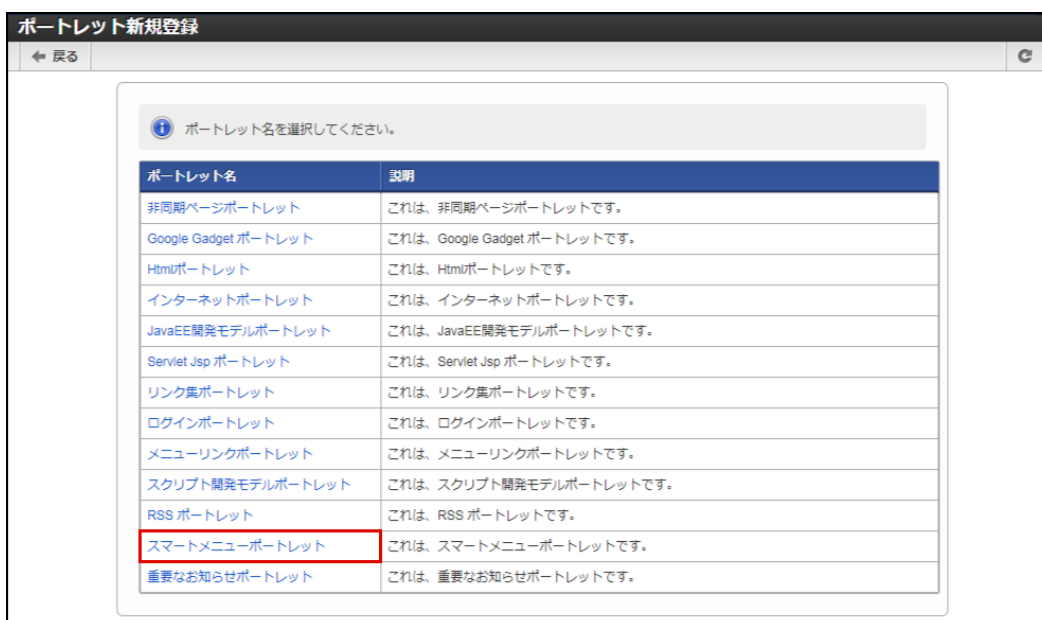 ポートレット新規登録
戻る
ポートレット名を選択してください。
ポートレット名 説明
非同期ページポートレット これは、非同期ページポートレットです。
Google Gadget ポートレット これは、Google Gadget ポートレットです。
Htmlポートレット これは、Htmlポートレットです。
インターネットポートレット これは、インターネットポートレットです。
JavaEE開発モデルポートレット これは、JavaEE開発モデルポートレットです。
Servlet Jsp ポートレット これは、Servlet Jsp ポートレットです。
リンク集ポートレット これは、リンク集ポートレットです。
ログインポートレット これは、ログインポートレットです。
メニューリンクポートレット これは、メニューリンクポートレットです。
スクリプト開発モデルポートレット これは、スクリプト開発モデルポートレットです。
RSS ポートレット これは、RSS ポートレットです。
スマートメニューポートレット これは、スマートメニューポートレットです。
重要なお知らせポートレット これは、重要なお知らせポートレットです。